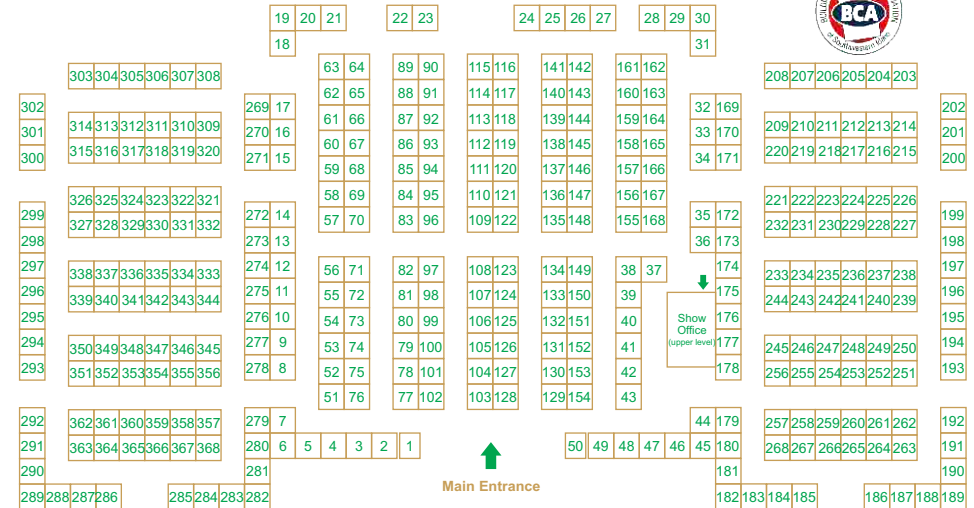 19 20 21 22 23 24 25 26 27 28 29 30
BCA
18 31
of Southwestern Idaho
63 64 89 90 115 116 141 142 161 162
303 304 305 306 307 308 208 207 206 205 204 203
62 65 88 91 114 117 140 143 160 163
302 269 17 32 169 202
61 66 87 92 113 118 139 144 159 164
314 313 312 311 310 309 209 210 211 212 213 214
301 270 16 33 170 201
60 67 86 93 112 119 138 145 158 165
315 316 317 318 319 320 220 219 218 217 216 215
300 271 15 34 171 200
59 68 85 94 111 120 137 146 157 166
58 69 84 95 110 121 136 147 156 167
326 325 324 323 322 321 221 222 223 224 225 226
299 272 14 35 172 199
57 70 83 96 109 122 135 148 155 168
327 328 329 330 331 332 232 231 230 229 228 227
298 273 13 36 173 198
297 274 12 174 197
56 71 82 97 108 123 134 149 38 37
338 337 336 335 334 333 233 234 235 236 237 238
296 275 11 175 196
55 72 81 98 107 124 133 150 39
339 340 341 342 343 344 244 243 242 241 240 239
295 276 10 176 195
54 73 80 99 106 125 132 151 40
Show
Office
(upper level)
294 277 9 177 194
53 74 79 100 105 126 131 152 41
350 349 348 347 346 345 245 246 247 248 249 250
293 278 8 178 193
52 75 78 101 104 127 130 153 42
351 352 353 354 355 356 256 255 254 253 252 251
51 76 77 102 103 128 129 154 43
292 279 7 44 179 192
362 361 360 359 358 357 257 258 259 260 261 262
291 280 6 5 4 3 2 1 50 49 48 47 46 45 180 191
363 364 365 366 367 368 268 267 266 265 264 263
290 281 181 190
Main Entrance
289 288 287 286 285 284 283 282 182 183 184 185 186 187 188 189